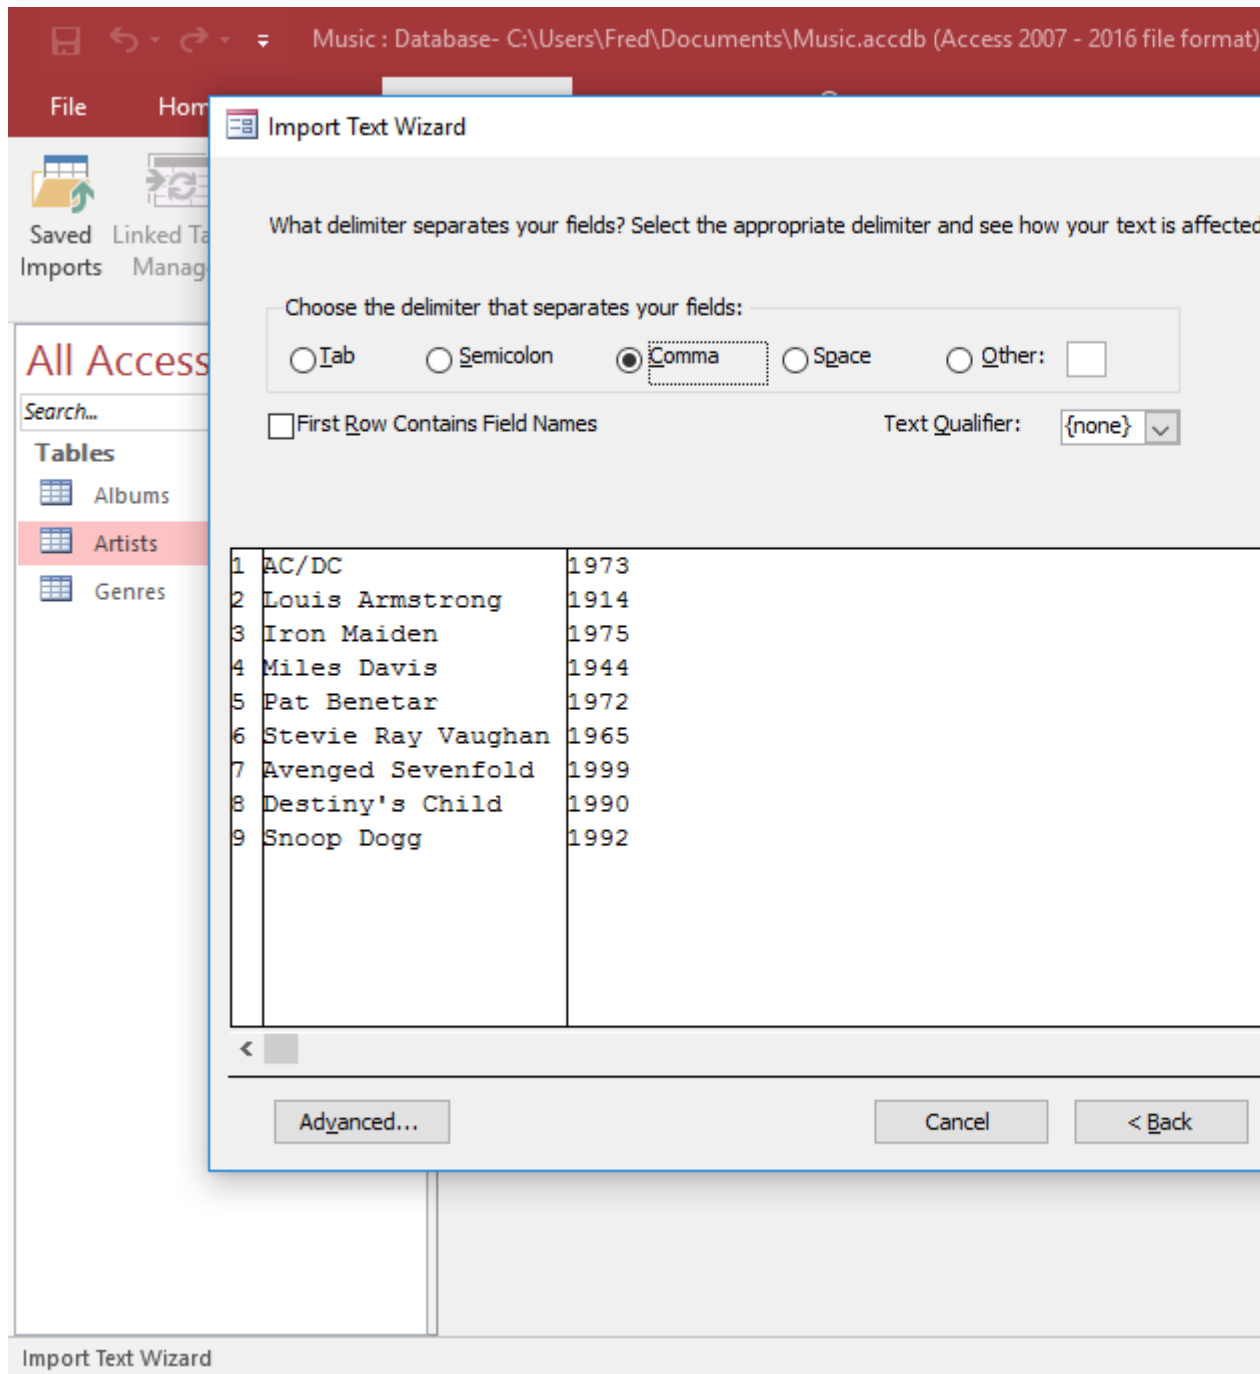 Music : Database- C:\Users\Fred\Documents\Music.accdb (Access 2007 - 2016 file format)
File Hom
Import Text Wizard
Saved Imports
Linked Ta
Manag
What delimiter separates your fields? Select the appropriate delimiter and see how your text is affected
Choose the delimiter that separates your fields:
Tab Semicolon Comma Space Other:
First Row Contains Field Names Text Qualifier: {none}
All Access
Search...
Tables
Albums
Artists
Genres
1 AC/DC 1973
2 Louis Armstrong 1914
3 Iron Maiden 1975
4 Miles Davis 1944
5 Pat Benetar 1972
6 Stevie Ray Vaughan 1965
7 Avenged Sevenfold 1999
8 Destiny's Child 1990
9 Snoop Dogg 1992
<
Advanced... Cancel < Back
Import Text Wizard